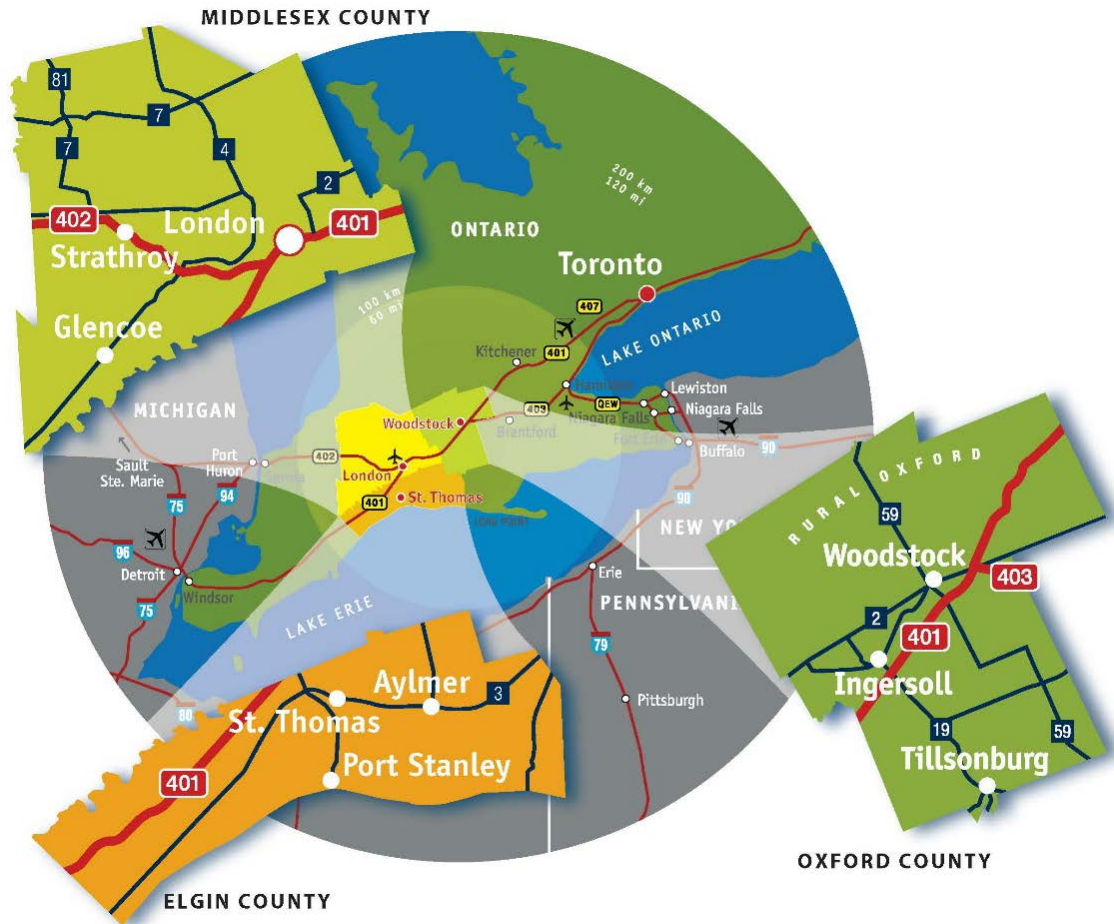 MIDDLESEX COUNTY
81
7
7
4
2
402
London
401
Strathroy
Glencoe
200 km
120 mi
ONTARIO
Toronto
100 km
60 mi
407
LAKE ONTARIO
Kitchener
401
Hamilton
Lewiston
QEW
Niagara Falls
Niagara Falls
MICHIGAN
Woodstock
403
Brantford
Fort Erie
Buffalo
90
Sault
Ste. Marie
Port
Huron
402
London
75
94
401
St. Thomas
LONG POINT
90
NEW YO
96
Detroit
Windsor
75
Erie
PENNSYLVANI
LAKE ERIE
79
80
Pittsburgh
RURAL OXFORD
59
Woodstock
403
2
401
Ingersoll
19
59
Tillsonburg
OXFORD COUNTY
Aylmer
3
St. Thomas
Port Stanley
401
ELGIN COUNTY